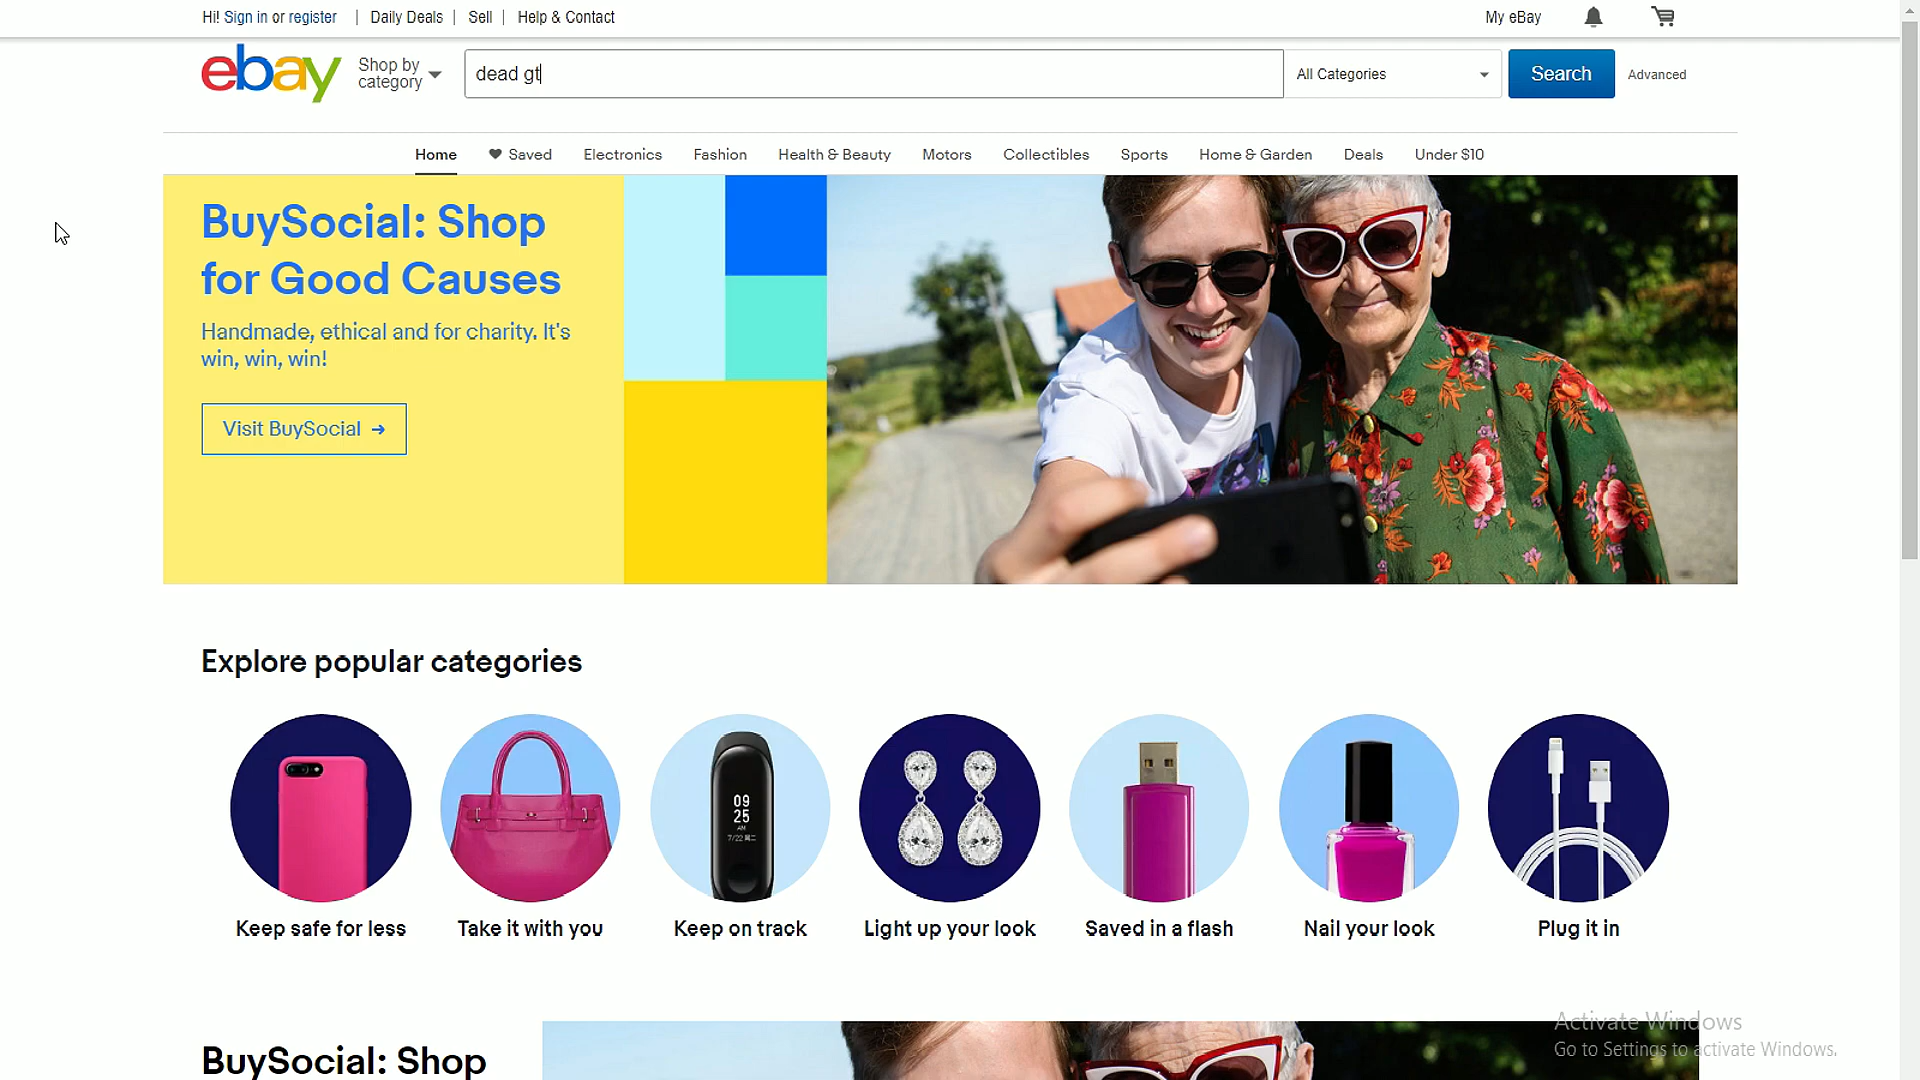 Hi! Sign in or register | Daily Deals | Sell | Help & Contact My eBay
ebay Shop by category dead gt All Categories Search Advanced
Home Saved Electronics Fashion Health & Beauty Motors Collectibles Sports Home & Garden Deals Under $10
BuySocial: Shop
for Good Causes
Handmade, ethical and for charity. It's
win, win, win!
Visit BuySocial →
Explore popular categories
09
25
AM
Keep safe for less Take it with you Keep on track Light up your look Saved in a flash Nail your look Plug it in
BuySocial: Shop
Activate Windows
Go to Settings to activate Windows.